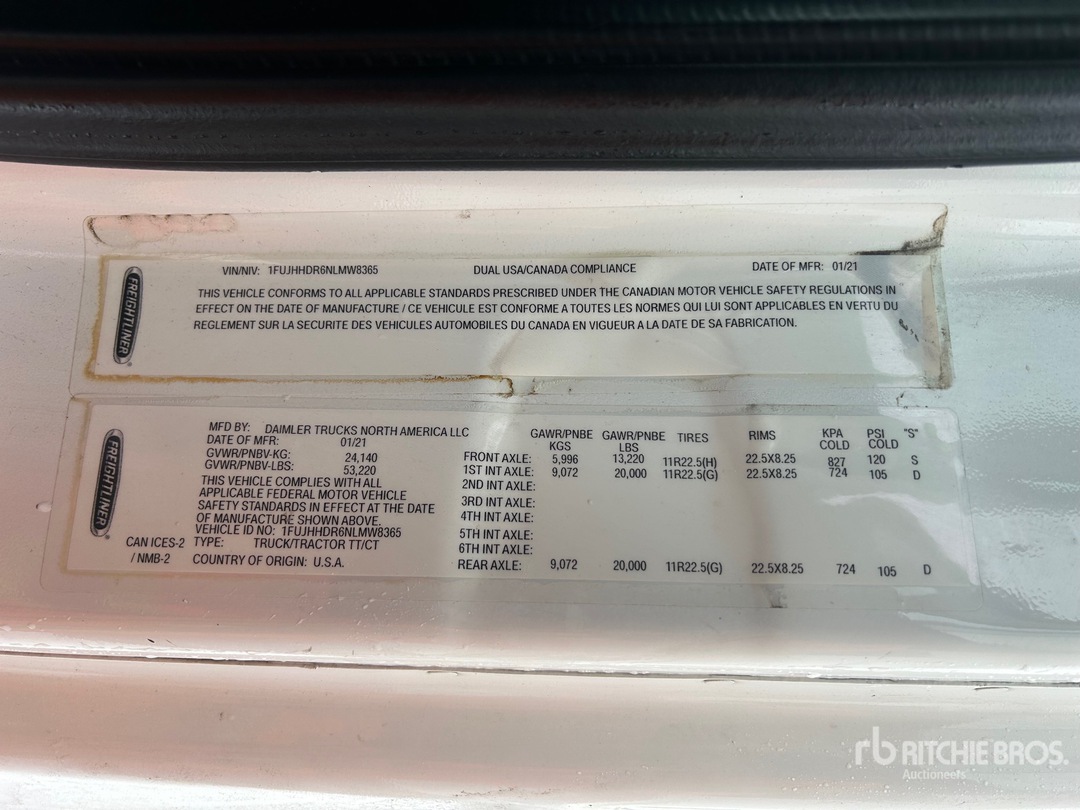 FREIGHTLINER
VIN/NIV: 1FUJHHDR6NLMW8365 DUAL USA/CANADA COMPLIANCE DATE OF MFR: 01/21
THIS VEHICLE CONFORMS TO ALL APPLICABLE STANDARDS PRESCRIBED UNDER THE CANADIAN MOTOR VEHICLE SAFETY REGULATIONS IN
EFFECT ON THE DATE OF MANUFACTURE / CE VEHICULE EST CONFORME A TOUTES LES NORMES QUI LUI SONT APPLICABLES EN VERTU DU
REGLEMENT SUR LA SECURITE DES VEHICULES AUTOMOBILES DU CANADA EN VIGUEUR A LA DATE DE SA FABRICATION.
FREIGHTLINER
CAN ICES-2
/ NMB-2
MFD BY: DAIMLER TRUCKS NORTH AMERICA LLC
DATE OF MFR: 01/21
GVWR/PNBV-KG: 24,140
GVWR/PNBV-LBS: 53,220
THIS VEHICLE COMPLIES WITH ALL
APPLICABLE FEDERAL MOTOR VEHICLE
SAFETY STANDARDS IN EFFECT AT THE DATE
OF MANUFACTURE SHOWN ABOVE.
VEHICLE ID NO: 1FUJHHDR6NLMW8365
TYPE: TRUCK/TRACTOR TT/CT
COUNTRY OF ORIGIN: U.S.A.
GAWR/PNBE KGS GAWR/PNBE LBS TIRES RIMS KPA COLD PSI COLD "S"
FRONT AXLE: 5,996 13,220 11R22.5(H) 22.5X8.25 827 120 S
1ST INT AXLE: 9,072 20,000 11R22.5(G) 22.5X8.25 724 105 D
2ND INT AXLE:
3RD INT AXLE:
4TH INT AXLE:
5TH INT AXLE:
6TH INT AXLE:
REAR AXLE: 9,072 20,000 11R22.5(G) 22.5X8.25 724 105 D
rb RITCHIE BROS.
Auctioneers